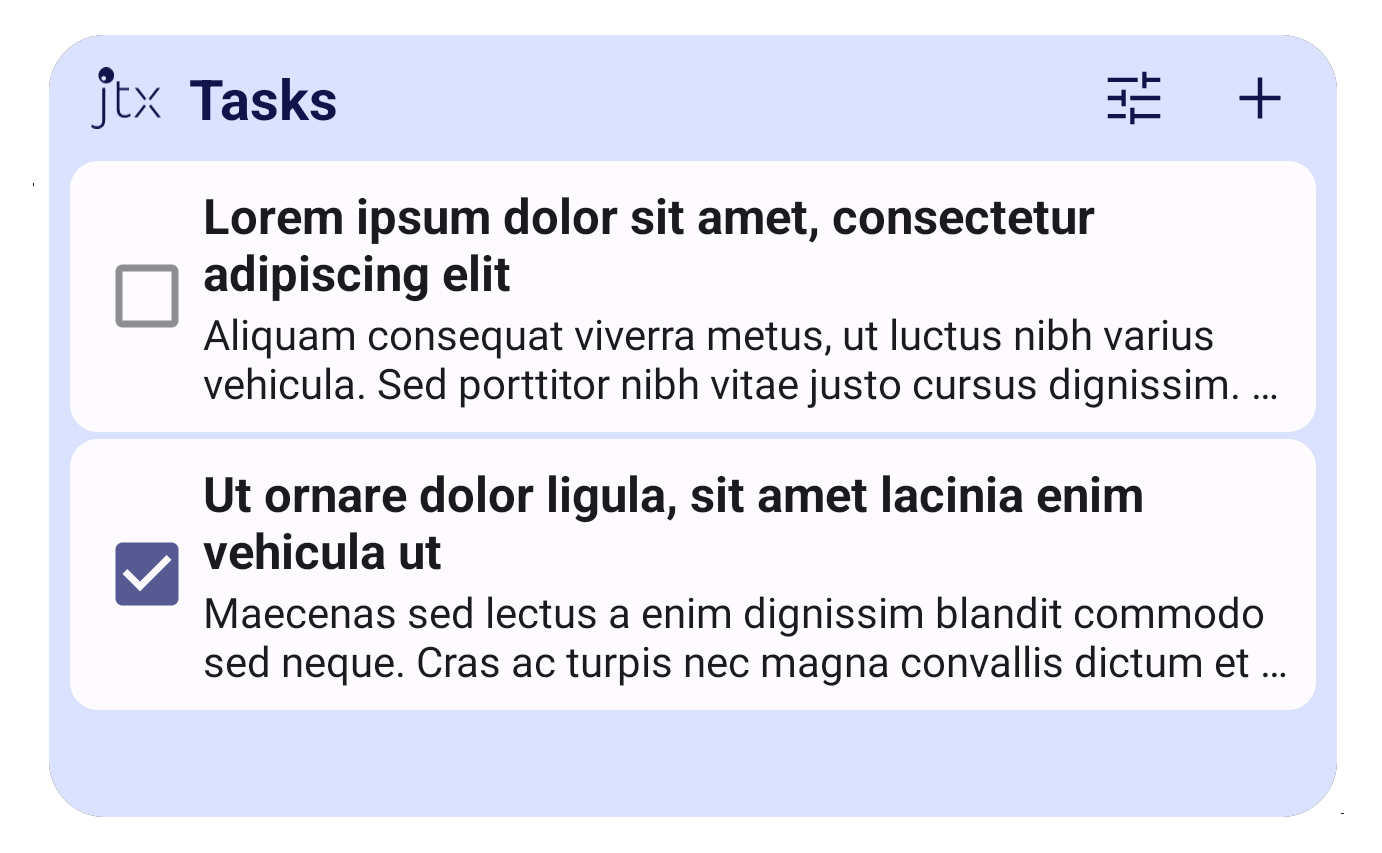 jtx Tasks
Lorem ipsum dolor sit amet, consectetur
adipiscing elit
Aliquam consequat viverra metus, ut luctus nibh varius
vehicula. Sed porttitor nibh vitae justo cursus dignissim. ...
Ut ornare dolor ligula, sit amet lacinia enim
vehicula ut
Maecenas sed lectus a enim dignissim blandit commodo
sed neque. Cras ac turpis nec magna convallis dictum et ...